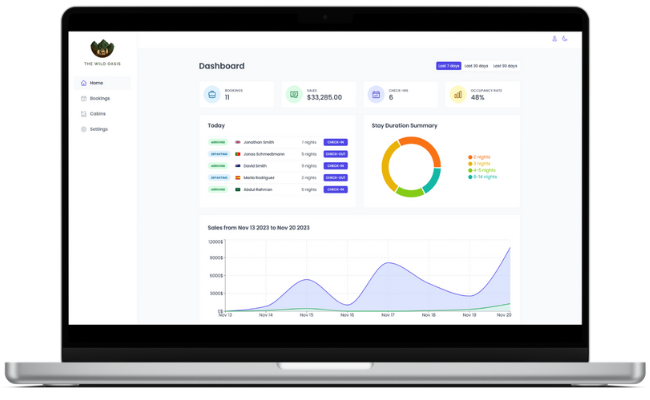 THE WILD OASIS
Home
Bookings
Cabins
Settings
Dashboard
Last 7 days Last 30 days Last 90 days
BOOKINGS
11
SALES
$33,285.00
CHECK-INS
6
OCCUPANCY RATE
48%
Today
ARRIVING Jonathan Smith 7 nights CHECK-IN
DEPARTING Jonas Schmedtmann 5 nights CHECK-OUT
ARRIVING David Smith 9 nights CHECK-IN
DEPARTING Maria Rodriguez 3 nights CHECK-OUT
ARRIVING Abdul Rahman 6 nights CHECK-IN
Stay Duration Summary
2 nights
3 nights
4-5 nights
8-14 nights
Sales from Nov 13 2023 to Nov 20 2023
12000$
9000$
6000$
3000$
0$
Nov 13 Nov 14 Nov 15 Nov 16 Nov 17 Nov 18 Nov 19 Nov 20